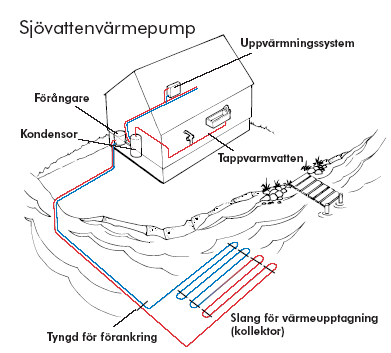 Sjövattenvärmepump
Uppvärmningssystem
Förångare
Kondensor
Tappvarmvatten
Slang för värmeupptagning
(kollektor)
Tyngd för förankring